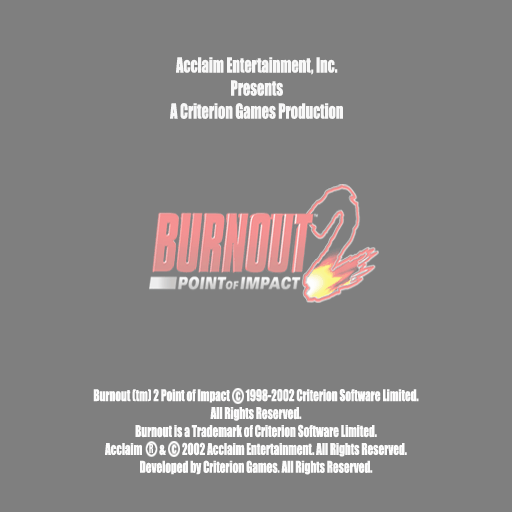 Acclaim Entertainment, Inc.
Presents
A Criterion Games Production
BURNOUT 2
™
POINT OF IMPACT
Burnout (tm) 2 Point of Impact © 1998-2002 Criterion Software Limited.
All Rights Reserved.
Burnout is a Trademark of Criterion Software Limited.
Acclaim ® & © 2002 Acclaim Entertainment. All Rights Reserved.
Developed by Criterion Games. All Rights Reserved.